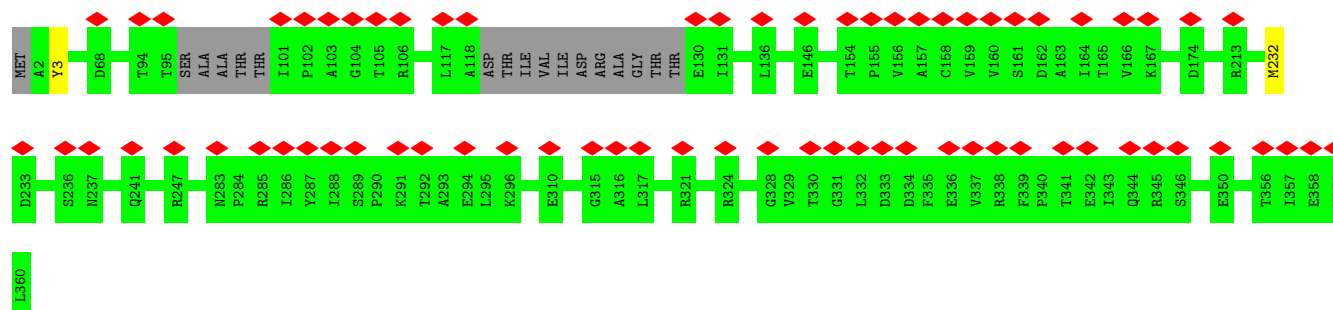 MET A2 Y3 D68 T94 T95 SER ALA ALA THR THR I101 P102 A103 G104 T105 R106 L117 A118 ASP THR ILE VAL ILE ASP ARG ALA GLY THR THR E130 I131 L136 E146 T154 P155 V156 A157 C158 V159 V160 S161 D162 A163 I164 T165 V166 K167 D174 R213 M232
D233 S236 N237 Q241 R247 N283 P284 R285 I286 Y287 I288 S289 P290 K291 T292 A293 E294 L295 K296 E310 G315 A316 L317 R321 R324 G328 V329 T330 G331 L332 D333 D334 F335 E336 V337 R338 F339 P340 T341 E342 I343 Q344 R345 S346 E350 T356 I357 E358
L360